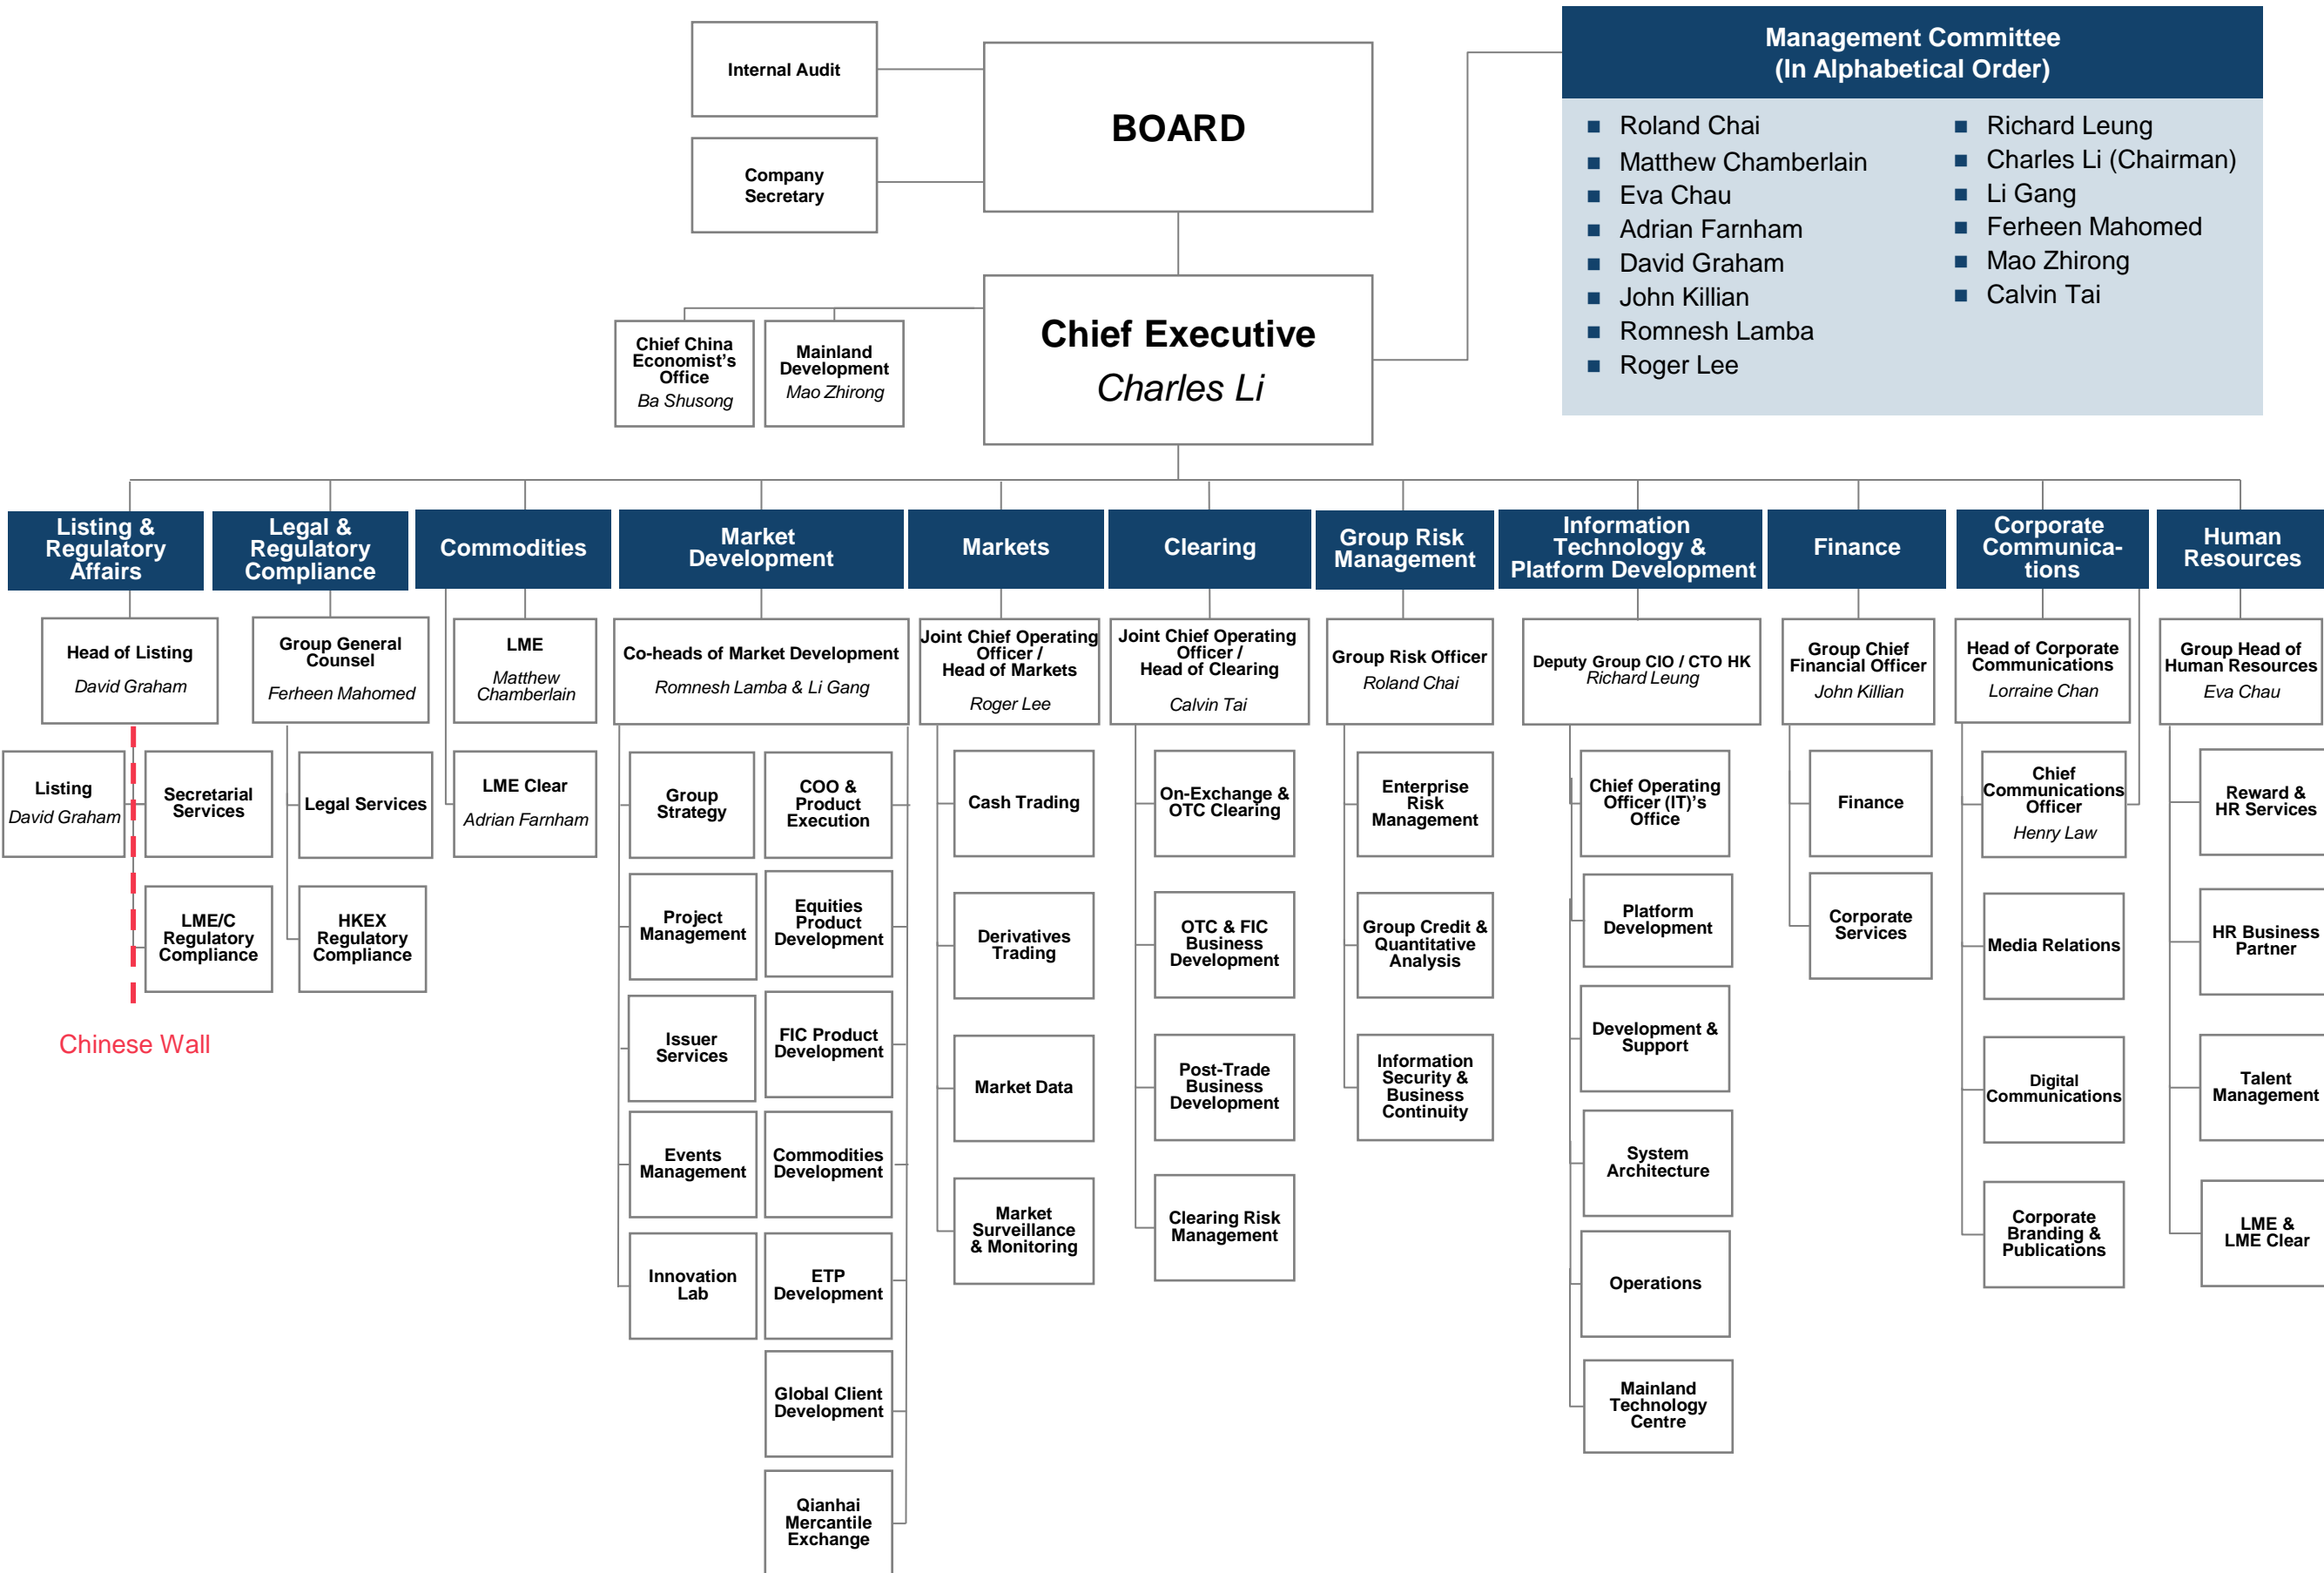 Internal Audit
Company
Secretary
BOARD
Management Committee
(In Alphabetical Order)
Roland Chai
Matthew Chamberlain
Eva Chau
Adrian Farnham
David Graham
John Killian
Romnesh Lamba
Roger Lee
Richard Leung
Charles Li (Chairman)
Li Gang
Ferheen Mahomed
Mao Zhirong
Calvin Tai
Chief China
Economist's
Office
Ba Shusong
Mainland
Development
Mao Zhirong
Chief Executive
Charles Li
Listing &
Regulatory
Affairs
Legal &
Regulatory
Compliance
Commodities
Market
Development
Markets
Clearing
Group Risk
Management
Information
Technology &
Platform Development
Finance
Corporate
Communica-
tions
Human
Resources
Head of Listing
David Graham
Group General
Counsel
Ferheen Mahomed
LME
Matthew
Chamberlain
Co-heads of Market Development
Romnesh Lamba & Li Gang
Joint Chief Operating
Officer /
Head of Markets
Roger Lee
Joint Chief Operating
Officer /
Head of Clearing
Calvin Tai
Group Risk Officer
Roland Chai
Deputy Group CIO / CTO HK
Richard Leung
Group Chief
Financial Officer
John Killian
Head of Corporate
Communications
Lorraine Chan
Group Head of
Human Resources
Eva Chau
Listing
David Graham
Secretarial
Services
LME/C
Regulatory
Compliance
Chinese Wall
Legal Services
HKEX
Regulatory
Compliance
LME Clear
Adrian Farnham
Group
Strategy
Project
Management
Issuer
Services
Events
Management
Innovation
Lab
COO &
Product
Execution
Equities
Product
Development
FIC Product
Development
Commodities
Development
ETP
Development
Global Client
Development
Qianhai
Mercantile
Exchange
Cash Trading
Derivatives
Trading
Market Data
Market
Surveillance
& Monitoring
On-Exchange &
OTC Clearing
OTC & FIC
Business
Development
Post-Trade
Business
Development
Clearing Risk
Management
Enterprise
Risk
Management
Group Credit &
Quantitative
Analysis
Information
Security &
Business
Continuity
Chief Operating
Officer (IT)'s
Office
Platform
Development
Development &
Support
System
Architecture
Operations
Mainland
Technology
Centre
Finance
Corporate
Services
Chief
Communications
Officer
Henry Law
Media Relations
Digital
Communications
Corporate
Branding &
Publications
Reward &
HR Services
HR Business
Partner
Talent
Management
LME &
LME Clear